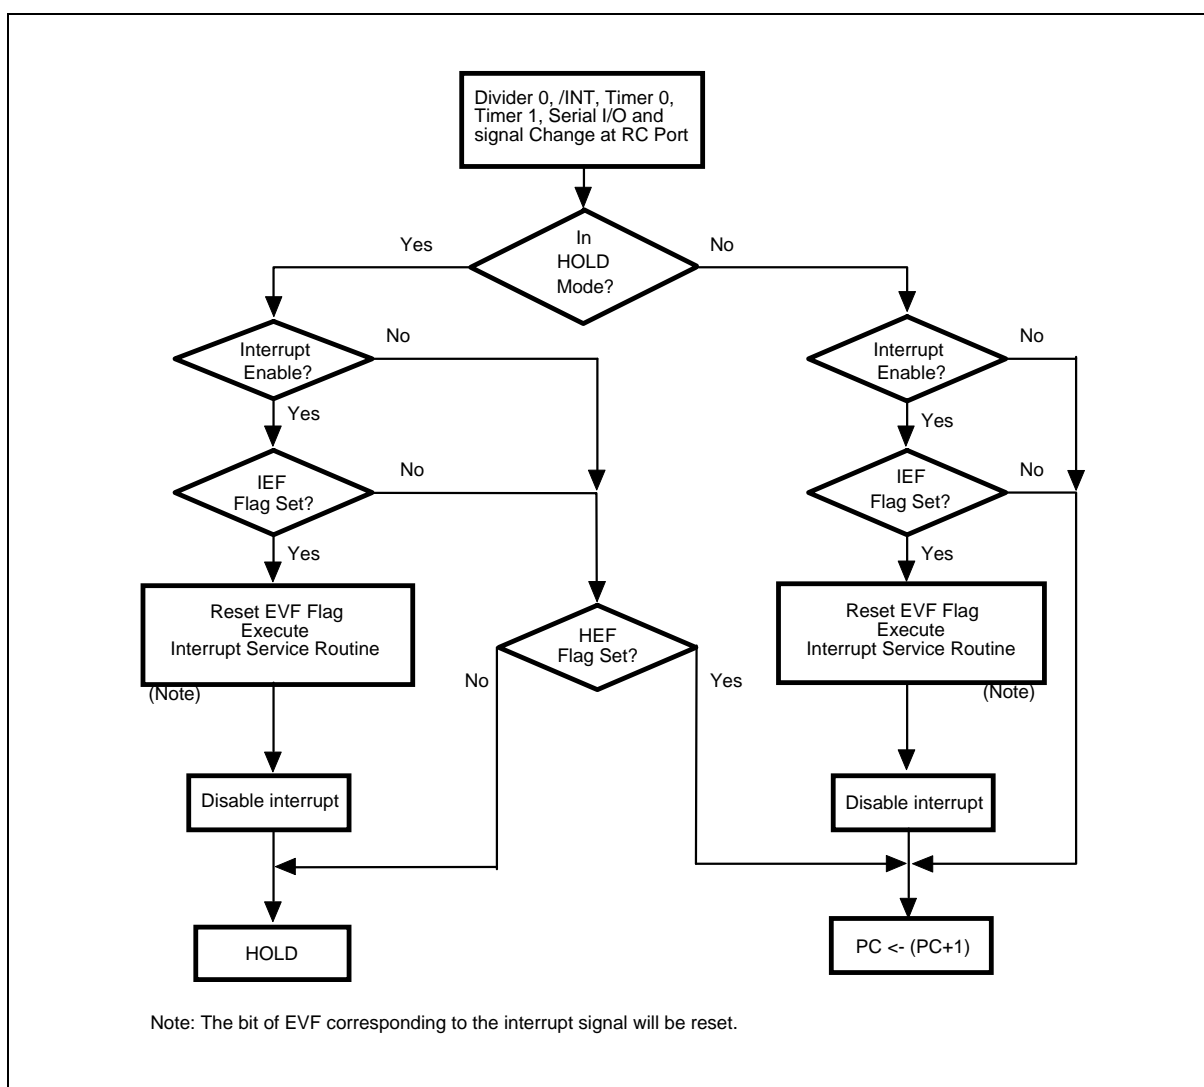 Divider 0, /INT, Timer 0,
Timer 1, Serial I/O and
signal Change at RC Port
In
HOLD
Mode?
Yes
No
Interrupt
Enable?
No
Yes
Interrupt
Enable?
No
Yes
IEF
Flag Set?
No
Yes
IEF
Flag Set?
No
Yes
Reset EVF Flag
Execute
Interrupt Service Routine
(Note)
HEF
Flag Set?
No
Yes
Reset EVF Flag
Execute
Interrupt Service Routine
(Note)
Disable interrupt
Disable interrupt
HOLD
PC <- (PC+1)
Note: The bit of EVF corresponding to the interrupt signal will be reset.